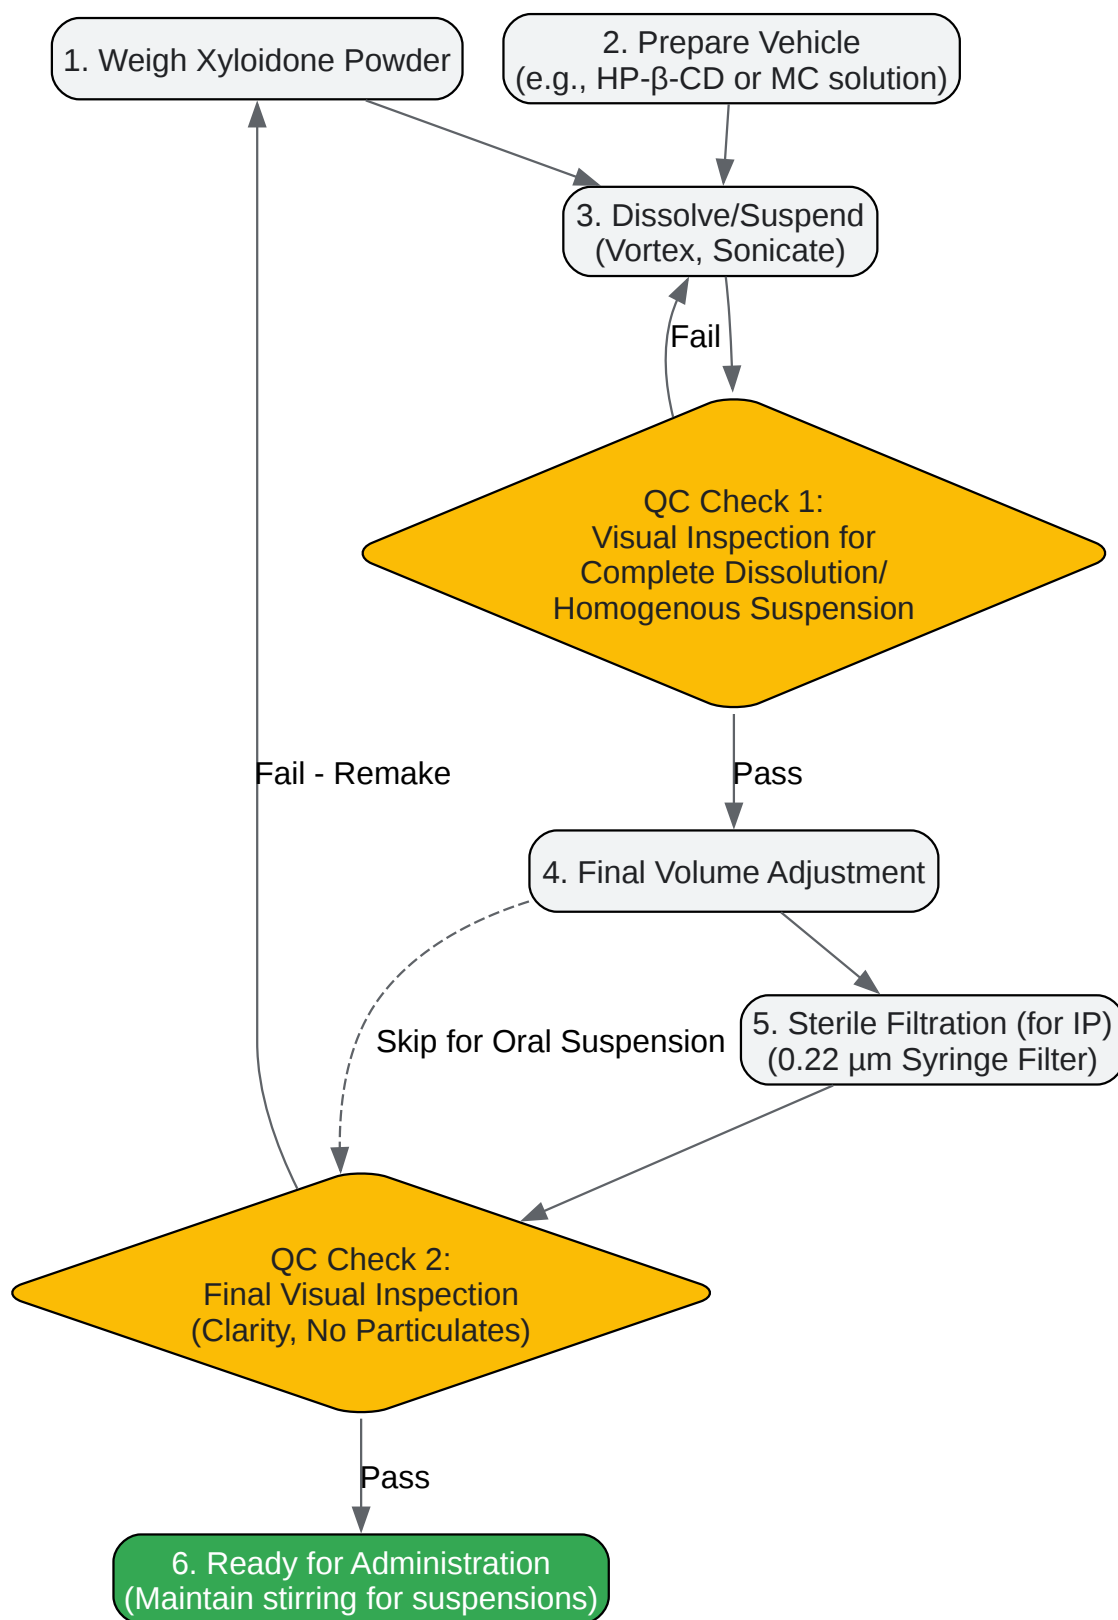 1. Weigh Xyloidone Powder
2. Prepare Vehicle
(e.g., HP-β-CD or MC solution)
3. Dissolve/Suspend
(Vortex, Sonicate)
Fail
QC Check 1:
Visual Inspection for
Complete Dissolution/
Homogenous Suspension
Fail - Remake
Pass
4. Final Volume Adjustment
Skip for Oral Suspension
5. Sterile Filtration (for IP)
(0.22 µm Syringe Filter)
QC Check 2:
Final Visual Inspection
(Clarity, No Particulates)
Pass
6. Ready for Administration
(Maintain stirring for suspensions)